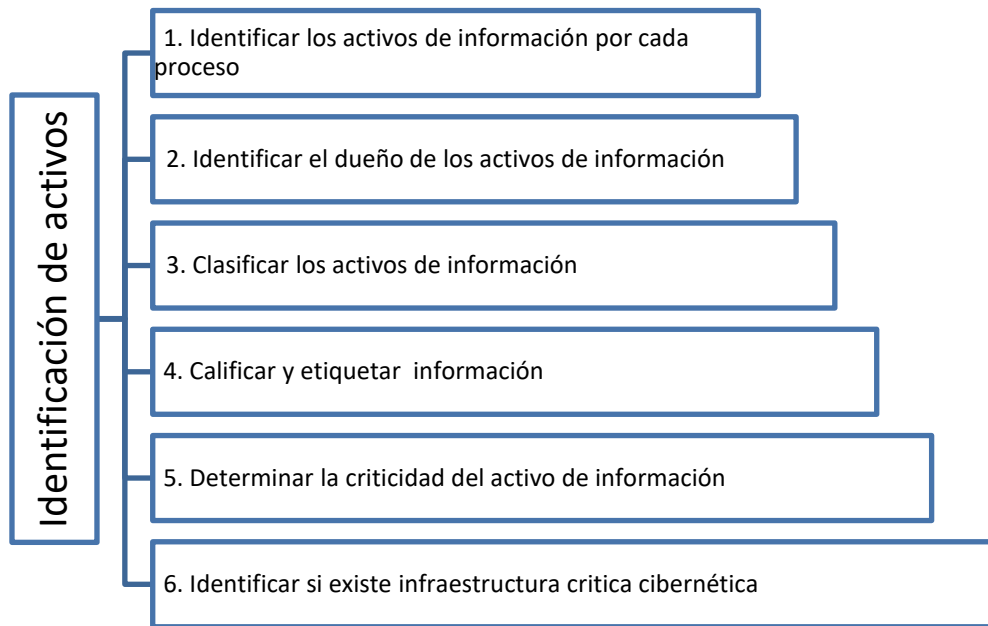 Identificación de activos
1. Identificar los activos de información por cada
proceso
2. Identificar el dueño de los activos de información
3. Clasificar los activos de información
4. Calificar y etiquetar  información
5. Determinar la criticidad del activo de información
6. Identificar si existe infraestructura critica cibernética